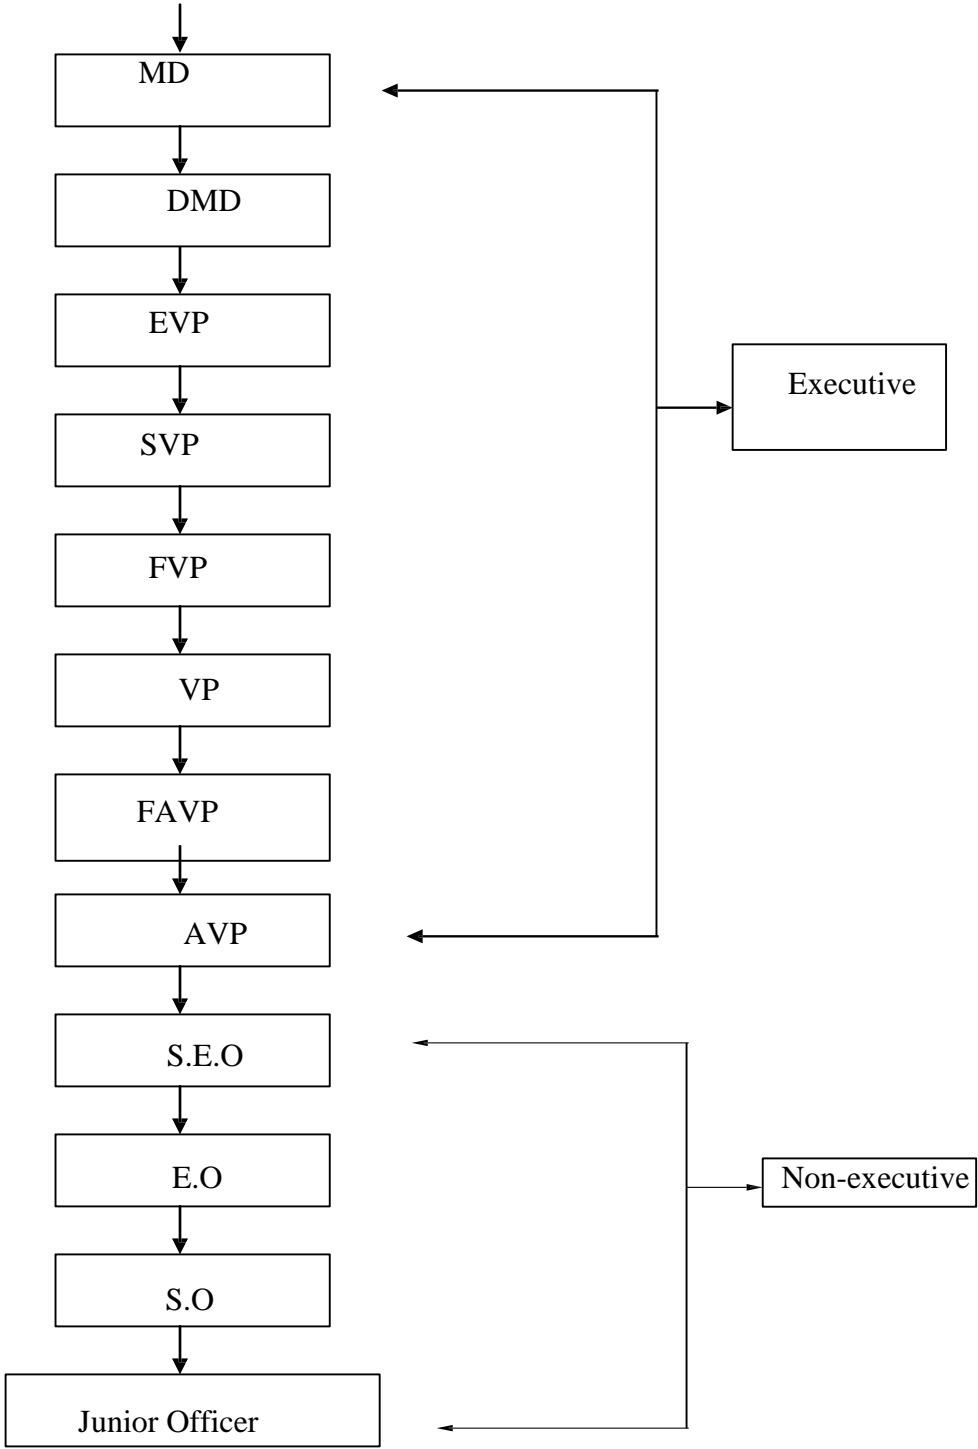 MD
DMD
EVP
SVP
FVP
VP
FAVP
AVP
S.E.O
E.O
S.O
Junior Officer
Executive
Non-executive